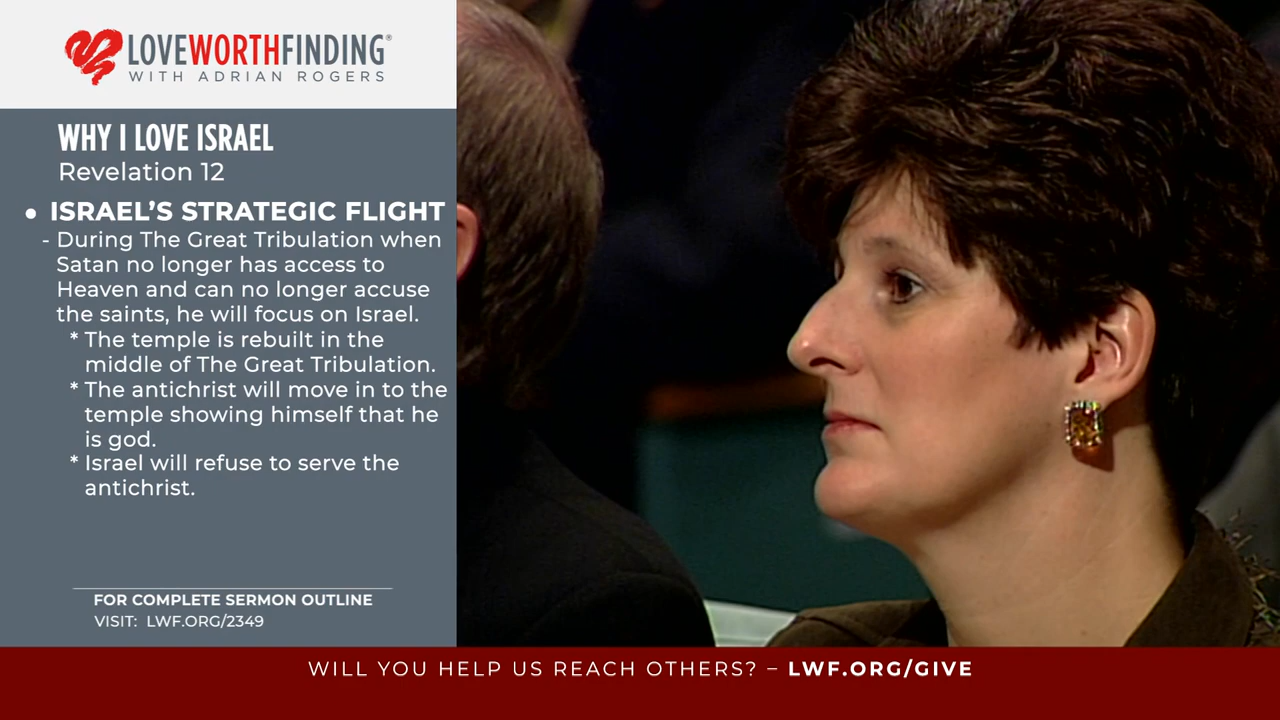 LOVEWORTHFINDING®
WITH ADRIAN ROGERS
WHY I LOVE ISRAEL
Revelation 12
• ISRAEL’S STRATEGIC FLIGHT
- During The Great Tribulation when
Satan no longer has access to
Heaven and can no longer accuse
the saints, he will focus on Israel.
* The temple is rebuilt in the
middle of The Great Tribulation.
* The antichrist will move in to the
temple showing himself that he
is god.
* Israel will refuse to serve the
antichrist.
FOR COMPLETE SERMON OUTLINE
VISIT: LWF.ORG/2349
WILL YOU HELP US REACH OTHERS? – LWF.ORG/GIVE